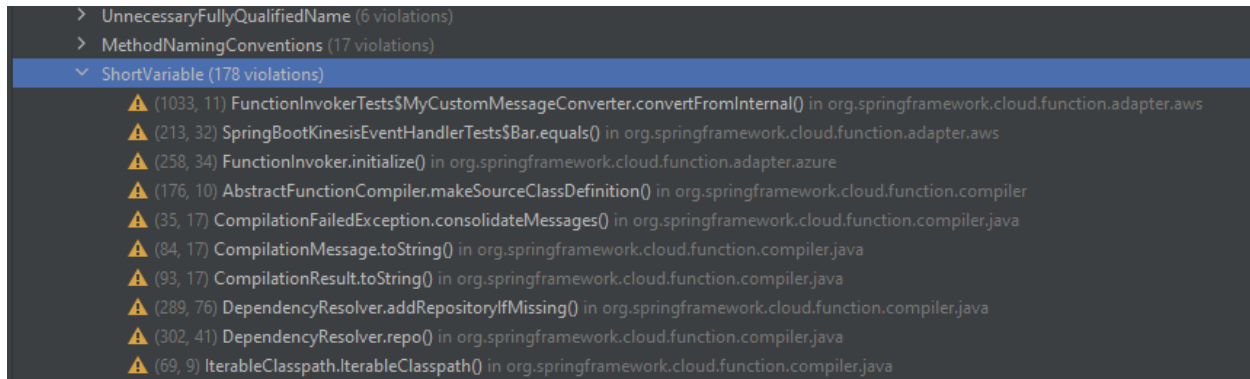 UnnecessaryFullyQualifiedName (6 violations)
MethodNamingConventions (17 violations)
ShortVariable (178 violations)
(1033, 11) FunctionInvokerTests$MyCustomMessageConverter.convertFromInternal() in org.springframework.cloud.function.adapter.aws
(213, 32) SpringBootKinesisEventHandlerTests$Bar.equals() in org.springframework.cloud.function.adapter.aws
(258, 34) FunctionInvoker.initialize() in org.springframework.cloud.function.adapter.azure
(176, 10) AbstractFunctionCompiler.makeSourceClassDefinition() in org.springframework.cloud.function.compiler
(35, 17) CompilationFailedException.consolidateMessages() in org.springframework.cloud.function.compiler.java
(84, 17) CompilationMessage.toString() in org.springframework.cloud.function.compiler.java
(93, 17) CompilationResult.toString() in org.springframework.cloud.function.compiler.java
(289, 76) DependencyResolver.addRepositoryIfMissing() in org.springframework.cloud.function.compiler.java
(302, 41) DependencyResolver.repo() in org.springframework.cloud.function.compiler.java
(69, 9) IterableClasspath.IterableClasspath() in org.springframework.cloud.function.compiler.java